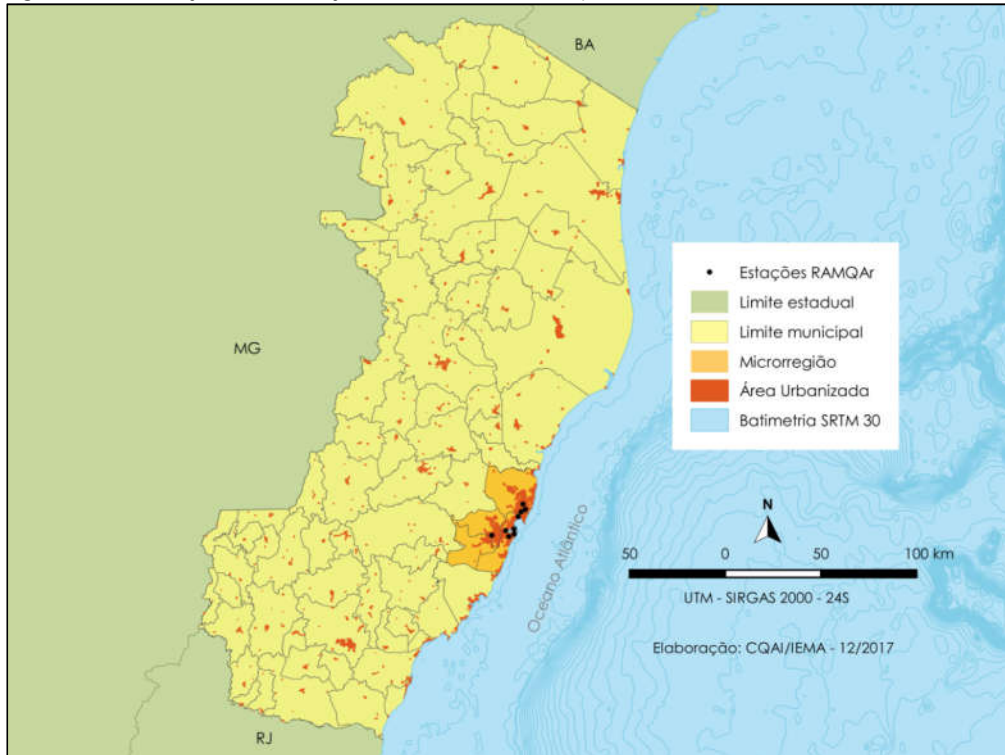 BA
MG
RJ
Oceano Atlântico
Estações RAMQAr
Limite estadual
Limite municipal
Microrregião
Área Urbanizada
Batimetria SRTM 30
N
50 0 50 100 km
UTM - SIRGAS 2000 - 24S
Elaboração: CQAI/IEMA - 12/2017